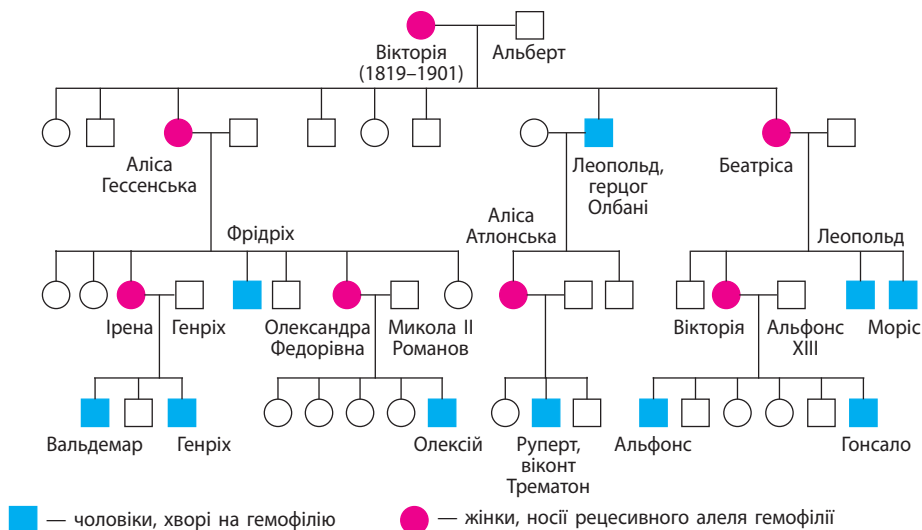 Вікторія
(1819–1901)
Альберт
Аліса
Гессенська
Леопольд,
герцог
Олбані
Беатріса
Фрідріх
Аліса
Атлонська
Леопольд
Ірена
Генріх
Олександра
Федорівна
Микола II
Романов
Вікторія
Альфонс
XIII
Моріс
Вальдемар
Генріх
Олексій
Руперт,
віконт
Трематон
Альфонс
Гонсало
— чоловіки, хворі на гемофілію
— жінки, носії рецесивного алеля гемофілії